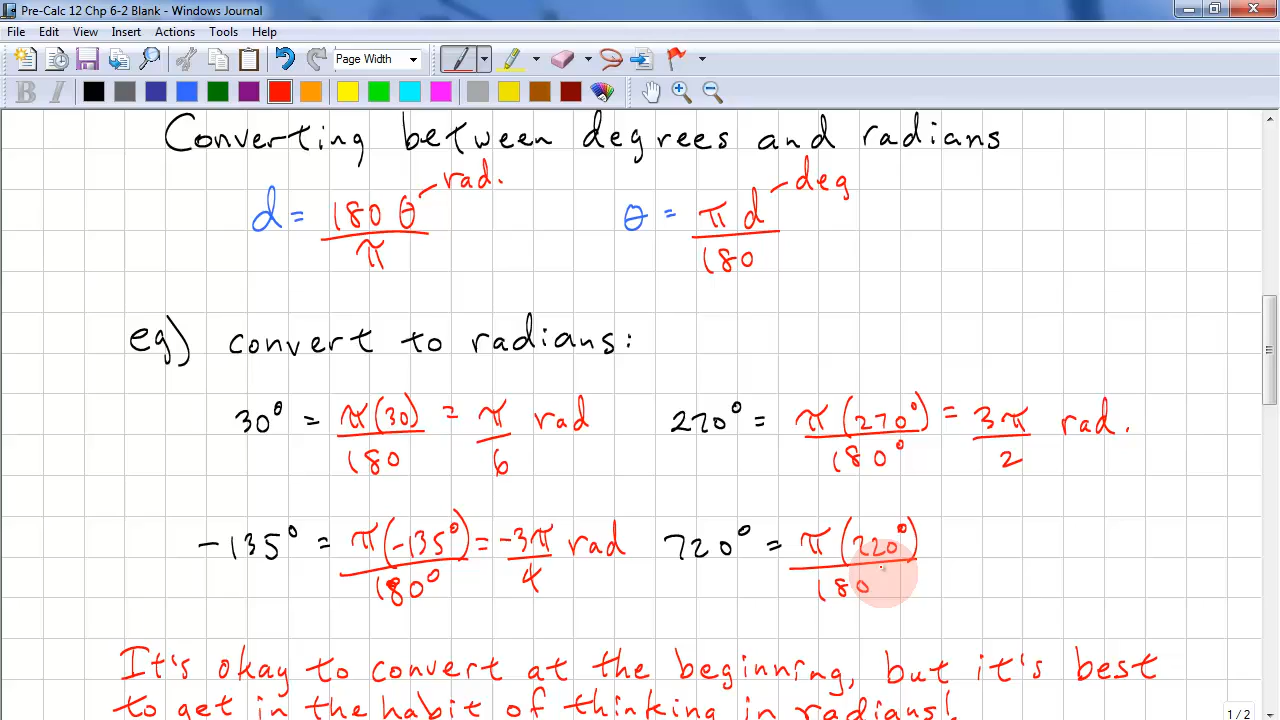 Pre-Calc 12 Chp 6-2 Blank - Windows Journal
File Edit View Insert Actions Tools Help
Page Width
B I
Converting between degrees and radians
d = 180 θ / π rad.
θ = π d / 180 deg
eg) convert to radians:
30° = π(30) / 180 = π / 6 rad
270° = π(270°) / 180° = 3π / 2 rad.
-135° = π(-135°) / 180° = -3π / 4 rad
720° = π(220°) / 180
It's okay to convert at the beginning, but it's best
to get in the habit of thinking in radians!
1 / 2